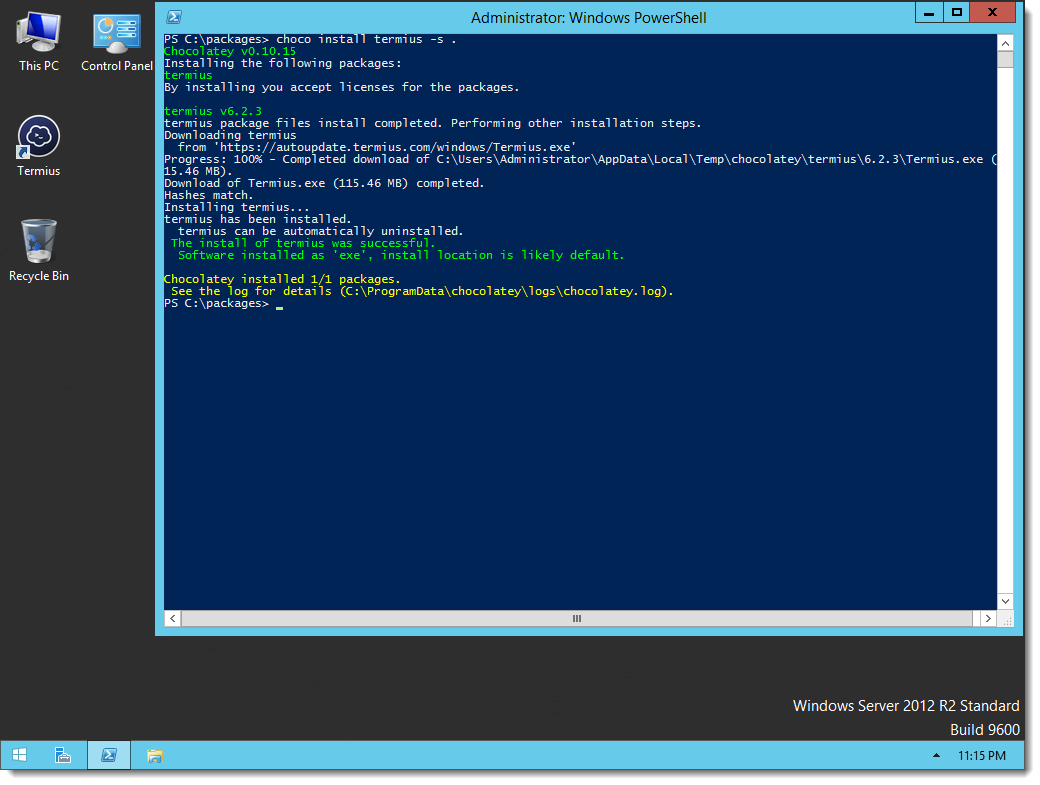 Administrator: Windows PowerShell
This PC
Control Panel
Termius
Recycle Bin
PS C:\packages> choco install termius -s .
Chocolatey v0.10.15
Installing the following packages:
termius
By installing you accept licenses for the packages.
termius v6.2.3
termius package files install completed. Performing other installation steps.
Downloading termius
from 'https://autoupdate.termius.com/windows/Termius.exe'
Progress: 100% - Completed download of C:\Users\Administrator\AppData\Local\Temp\chocolatey\termius\6.2.3\Termius.exe (
15.46 MB).
Download of Termius.exe (115.46 MB) completed.
Hashes match.
Installing termius...
termius has been installed.
termius can be automatically uninstalled.
The install of termius was successful.
Software installed as 'exe', install location is likely default.
Chocolatey installed 1/1 packages.
See the log for details (C:\ProgramData\chocolatey\logs\chocolatey.log).
PS C:\packages>
Windows Server 2012 R2 Standard
Build 9600
11:15 PM